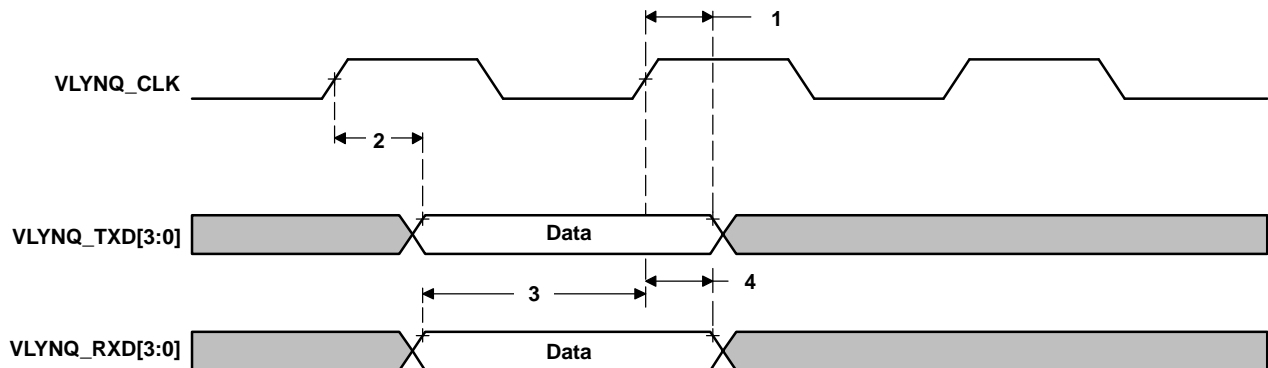 1
VLYNQ_CLK
2
VLYNQ_TXD[3:0]
Data
3
4
VLYNQ_RXD[3:0]
Data